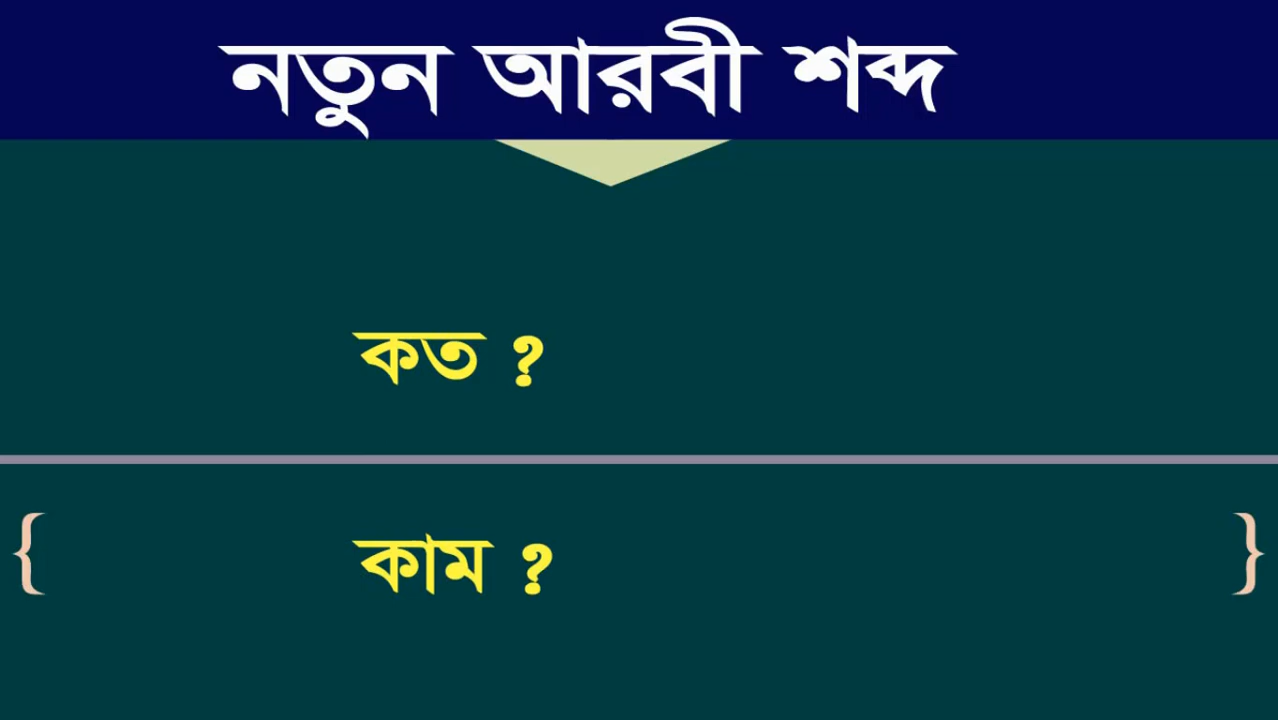 নতুন আরবী শব্দ
কত ?
{ কাম ? }